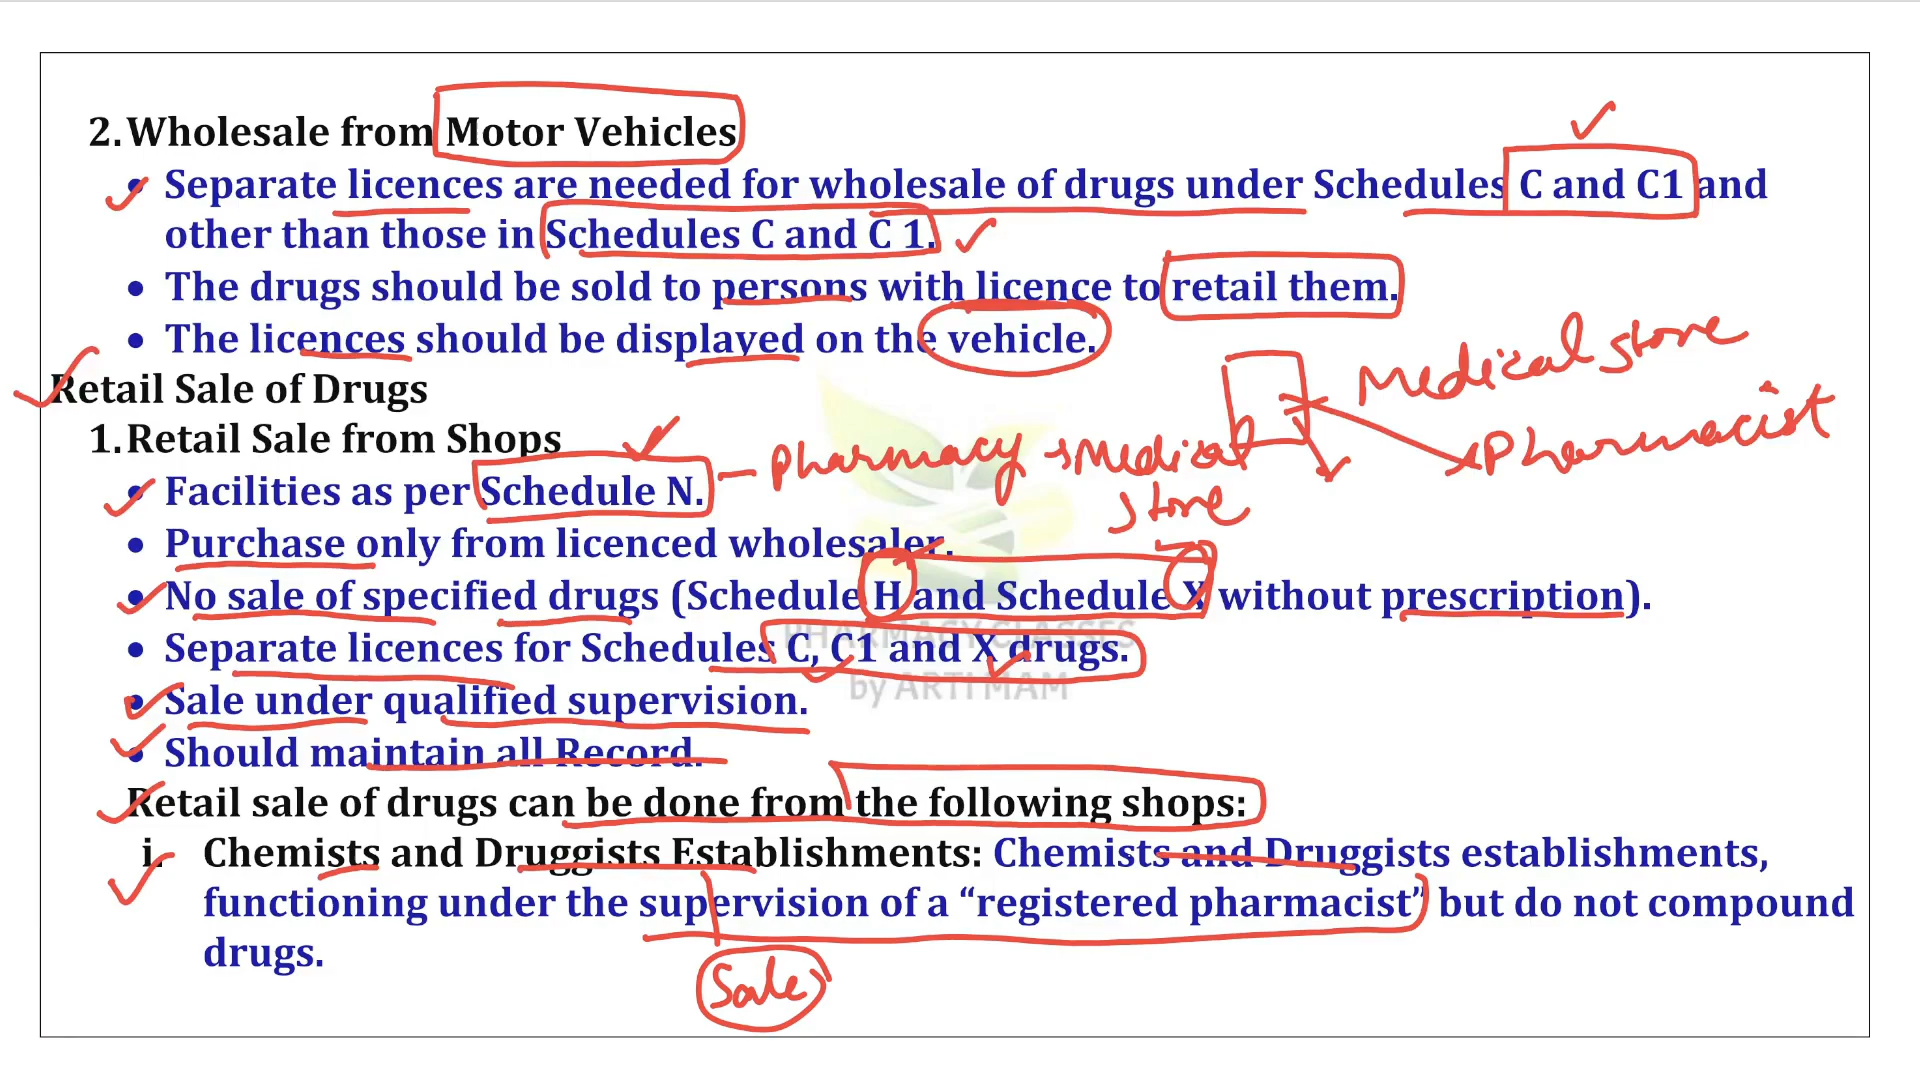 2. Wholesale from Motor Vehicles
• Separate licences are needed for wholesale of drugs under Schedules C and C1 and
other than those in Schedules C and C 1.
• The drugs should be sold to persons with licence to retail them.
• The licences should be displayed on the vehicle.
Medical store
Retail Sale of Drugs
Pharmacist
1. Retail Sale from Shops
• Facilities as per Schedule N. – Pharmacy → Medical
store
• Purchase only from licenced wholesaler.
• No sale of specified drugs (Schedule H and Schedule X without prescription).
PHARMACY CLASSES
• Separate licences for Schedules C, C1 and X drugs.
by ARTI MAM
• Sale under qualified supervision.
• Should maintain all Record.
Retail sale of drugs can be done from the following shops:
i. Chemists and Druggists Establishments: Chemists and Druggists establishments,
functioning under the supervision of a “registered pharmacist” but do not compound
drugs.
Sale